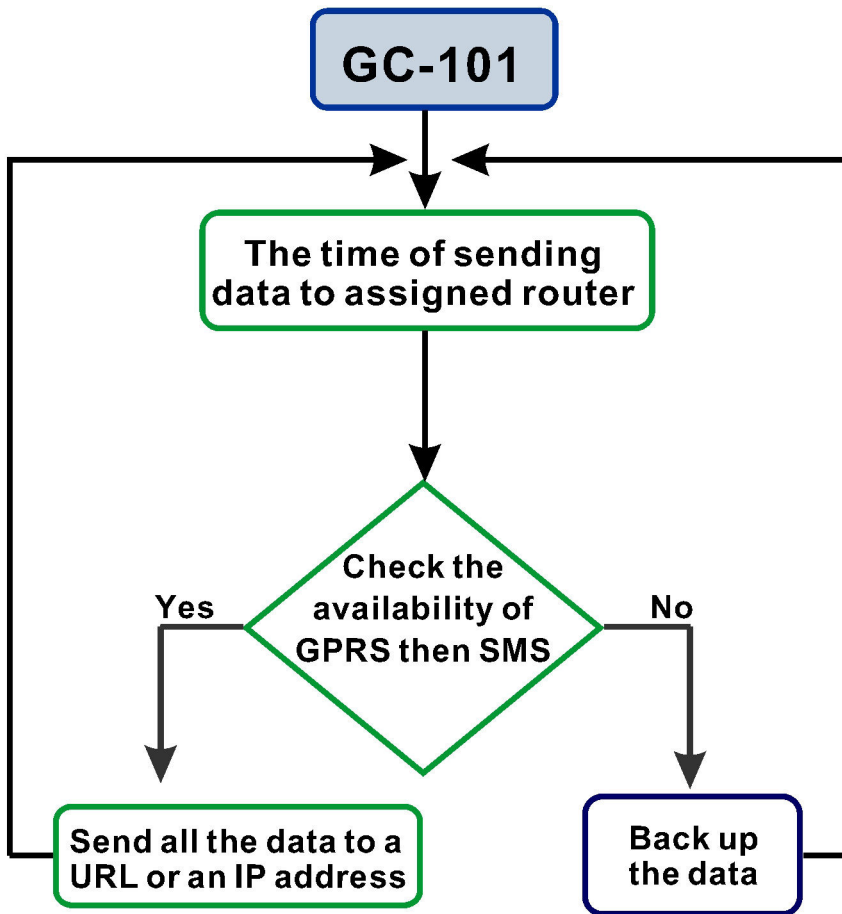 GC-101
The time of sending
data to assigned router
Check the
availability of
GPRS then SMS
Yes
No
Send all the data to a
URL or an IP address
Back up
the data